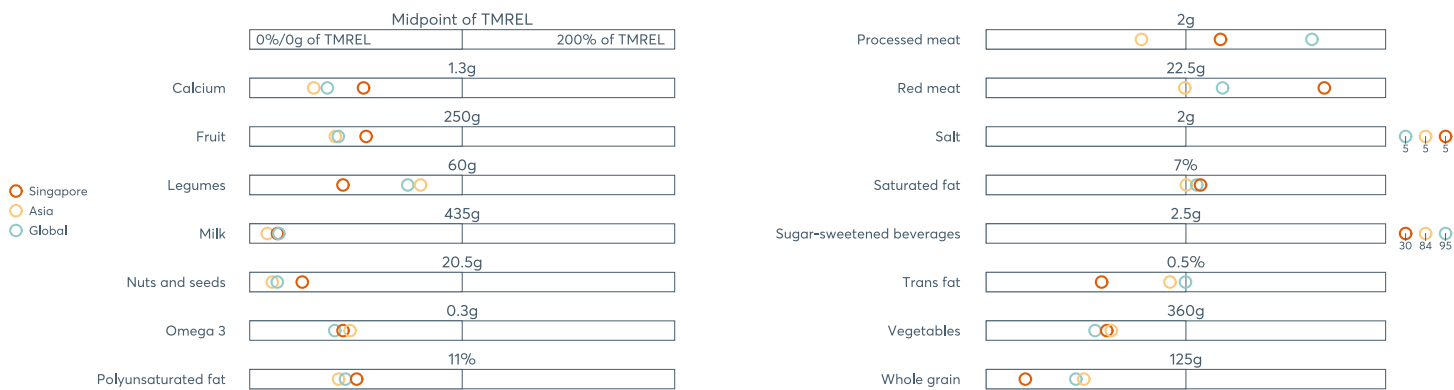 Midpoint of TMREL
0%/0g of TMREL 200% of TMREL
1.3g
Calcium
250g
Fruit
60g
Legumes
435g
Milk
20.5g
Nuts and seeds
0.3g
Omega 3
11%
Polyunsaturated fat
Singapore
Asia
Global
2g
Processed meat
22.5g
Red meat
2g
Salt
5 5 5
7%
Saturated fat
2.5g
Sugar-sweetened beverages
30 84 95
0.5%
Trans fat
360g
Vegetables
125g
Whole grain